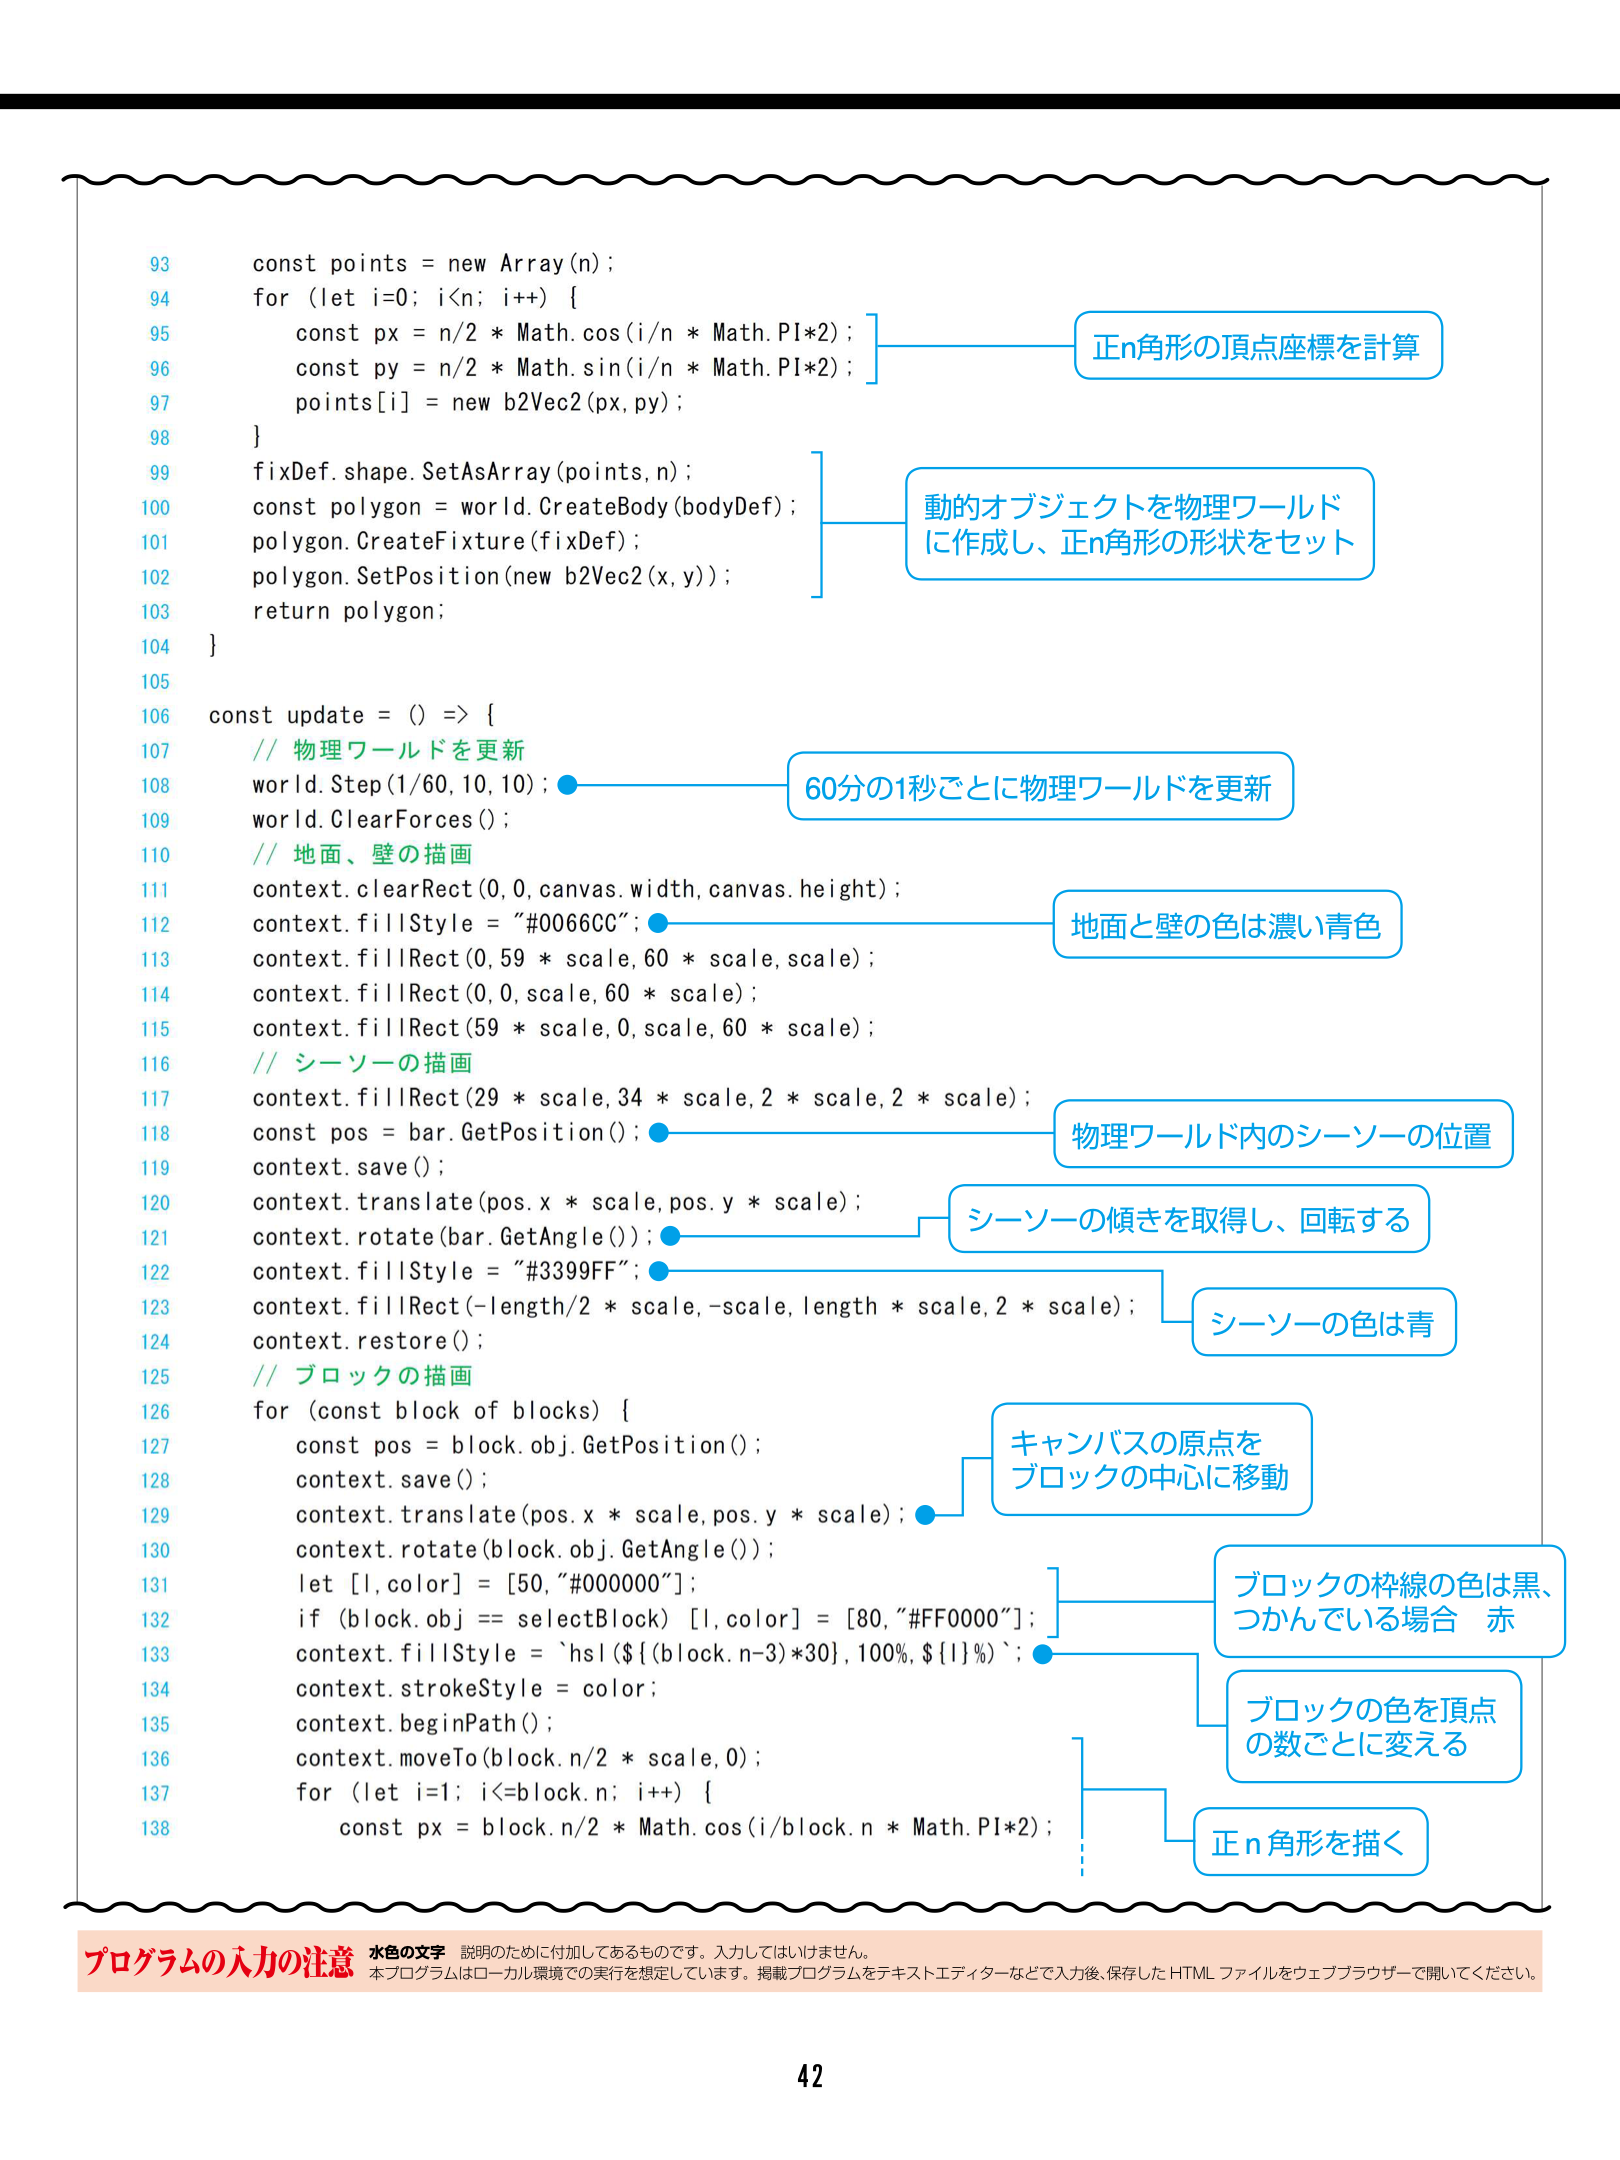 93 const points = new Array(n);
94 for (let i=0; i<n; i++) {
95 const px = n/2 * Math.cos(i/n * Math.PI*2);
96 const py = n/2 * Math.sin(i/n * Math.PI*2);
正n角形の頂点座標を計算
97 points[i] = new b2Vec2(px,py);
98 }
99 fixDef.shape.SetAsArray(points,n);
100 const polygon = world.CreateBody(bodyDef);
101 polygon.CreateFixture(fixDef);
動的オブジェクトを物理ワールド
に作成し、正n角形の形状をセット
102 polygon.SetPosition(new b2Vec2(x,y));
103 return polygon;
104 }
105
106 const update = () => {
107 // 物理ワールドを更新
108 world.Step(1/60,10,10);
60分の1秒ごとに物理ワールドを更新
109 world.ClearForces();
110 // 地面、壁の描画
111 context.clearRect(0,0,canvas.width,canvas.height);
112 context.fillStyle = "#0066CC";
地面と壁の色は濃い青色
113 context.fillRect(0,59 * scale,60 * scale,scale);
114 context.fillRect(0,0,scale,60 * scale);
115 context.fillRect(59 * scale,0,scale,60 * scale);
116 // シーソーの描画
117 context.fillRect(29 * scale,34 * scale,2 * scale,2 * scale);
118 const pos = bar.GetPosition();
物理ワールド内のシーソーの位置
119 context.save();
120 context.translate(pos.x * scale,pos.y * scale);
121 context.rotate(bar.GetAngle());
シーソーの傾きを取得し、回転する
122 context.fillStyle = "#3399FF";
シーソーの色は青
123 context.fillRect(-length/2 * scale,-scale,length * scale,2 * scale);
124 context.restore();
125 // ブロックの描画
126 for (const block of blocks) {
127 const pos = block.obj.GetPosition();
128 context.save();
129 context.translate(pos.x * scale,pos.y * scale);
キャンバスの原点を
ブロックの中心に移動
130 context.rotate(block.obj.GetAngle());
131 let [l,color] = [50,"#000000"];
132 if (block.obj == selectBlock) [l,color] = [80,"#FF0000"];
ブロックの枠線の色は黒、
つかんでいる場合　赤
133 context.fillStyle = `hsl(${(block.n-3)*30},100%,${l}%)`;
ブロックの色を頂点
の数ごとに変える
134 context.strokeStyle = color;
135 context.beginPath();
136 context.moveTo(block.n/2 * scale,0);
137 for (let i=1; i<=block.n; i++) {
138 const px = block.n/2 * Math.cos(i/block.n * Math.PI*2);
正n角形を描く
プログラムの入力の注意
水色の文字　説明のために付加してあるものです。入力してはいけません。
本プログラムはローカル環境での実行を想定しています。掲載プログラムをテキストエディターなどで入力後、保存した HTML ファイルをウェブブラウザーで開いてください。
42